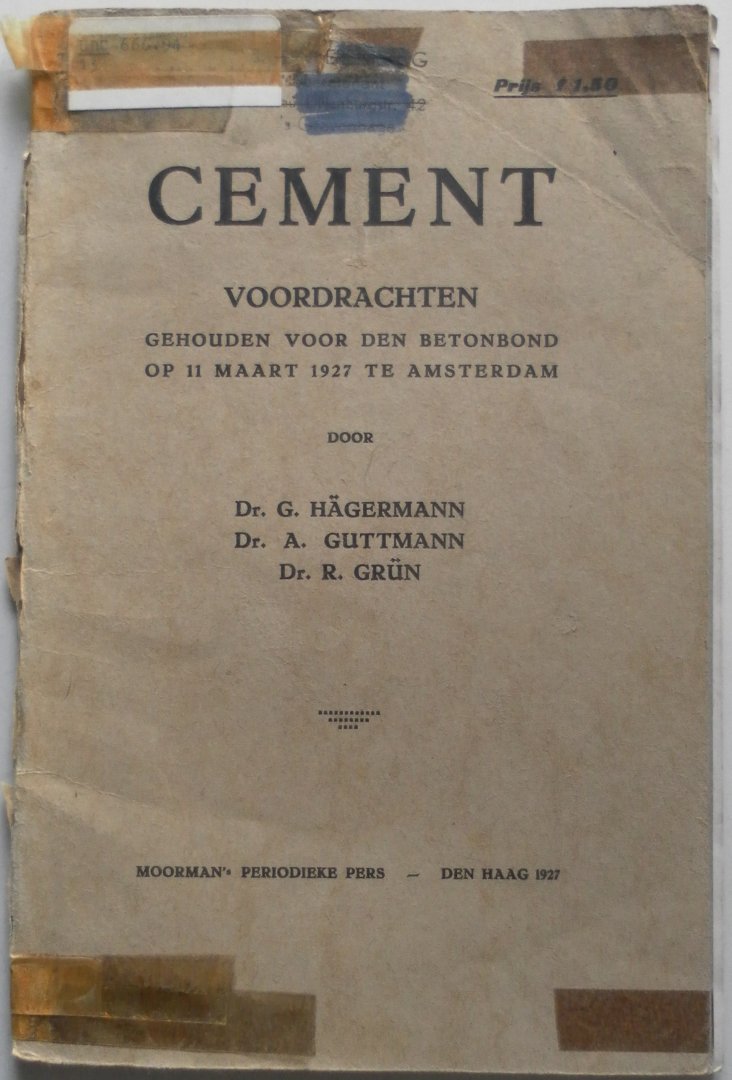 Prijs f 1.50
CEMENT
VOORDRACHTEN
GEHOUDEN VOOR DEN BETONBOND
OP 11 MAART 1927 TE AMSTERDAM
DOOR
Dr. G. HÄGERMANN
Dr. A. GUTTMANN
Dr. R. GRÜN
MOORMAN's PERIODIEKE PERS — DEN HAAG 1927